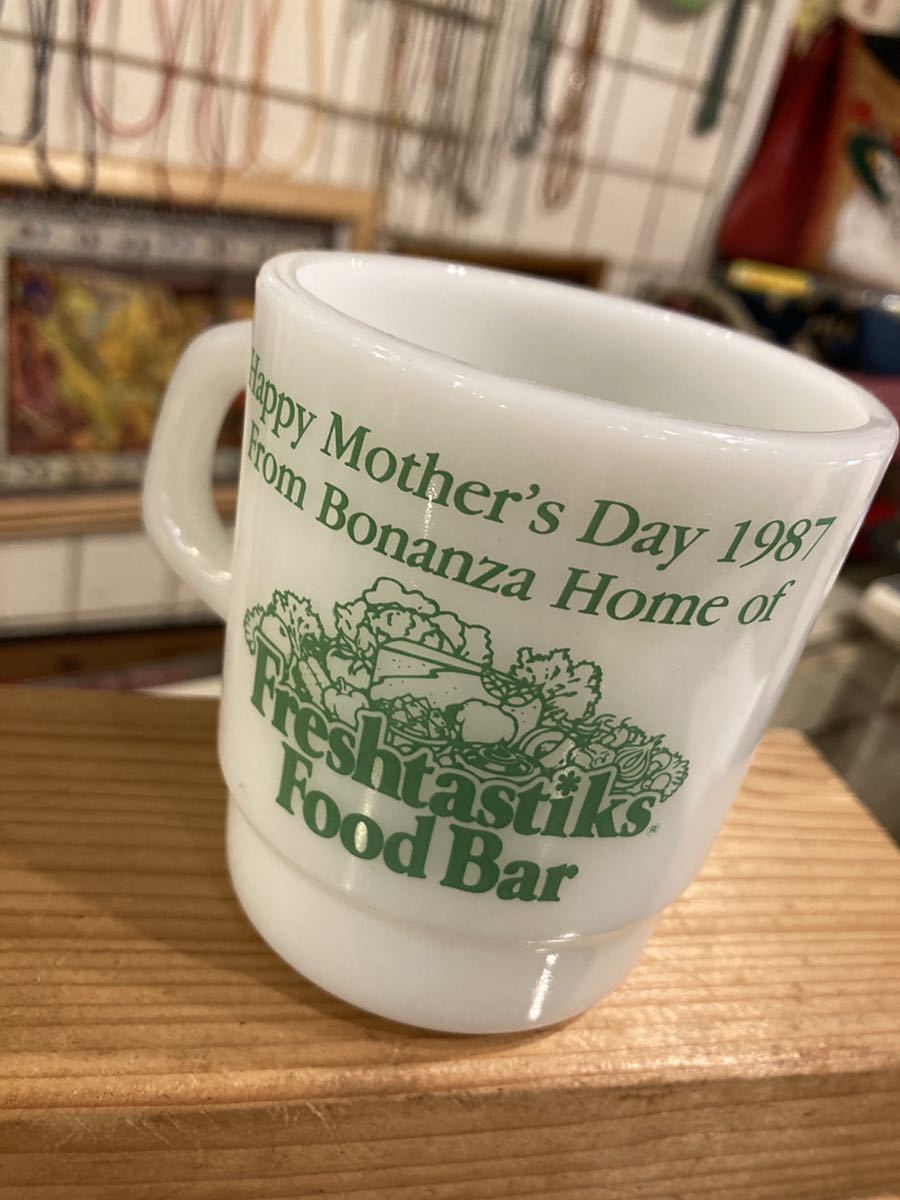 Happy Mother's Day 1987
From Bonanza Home of
Freshtastiks®
Food Bar